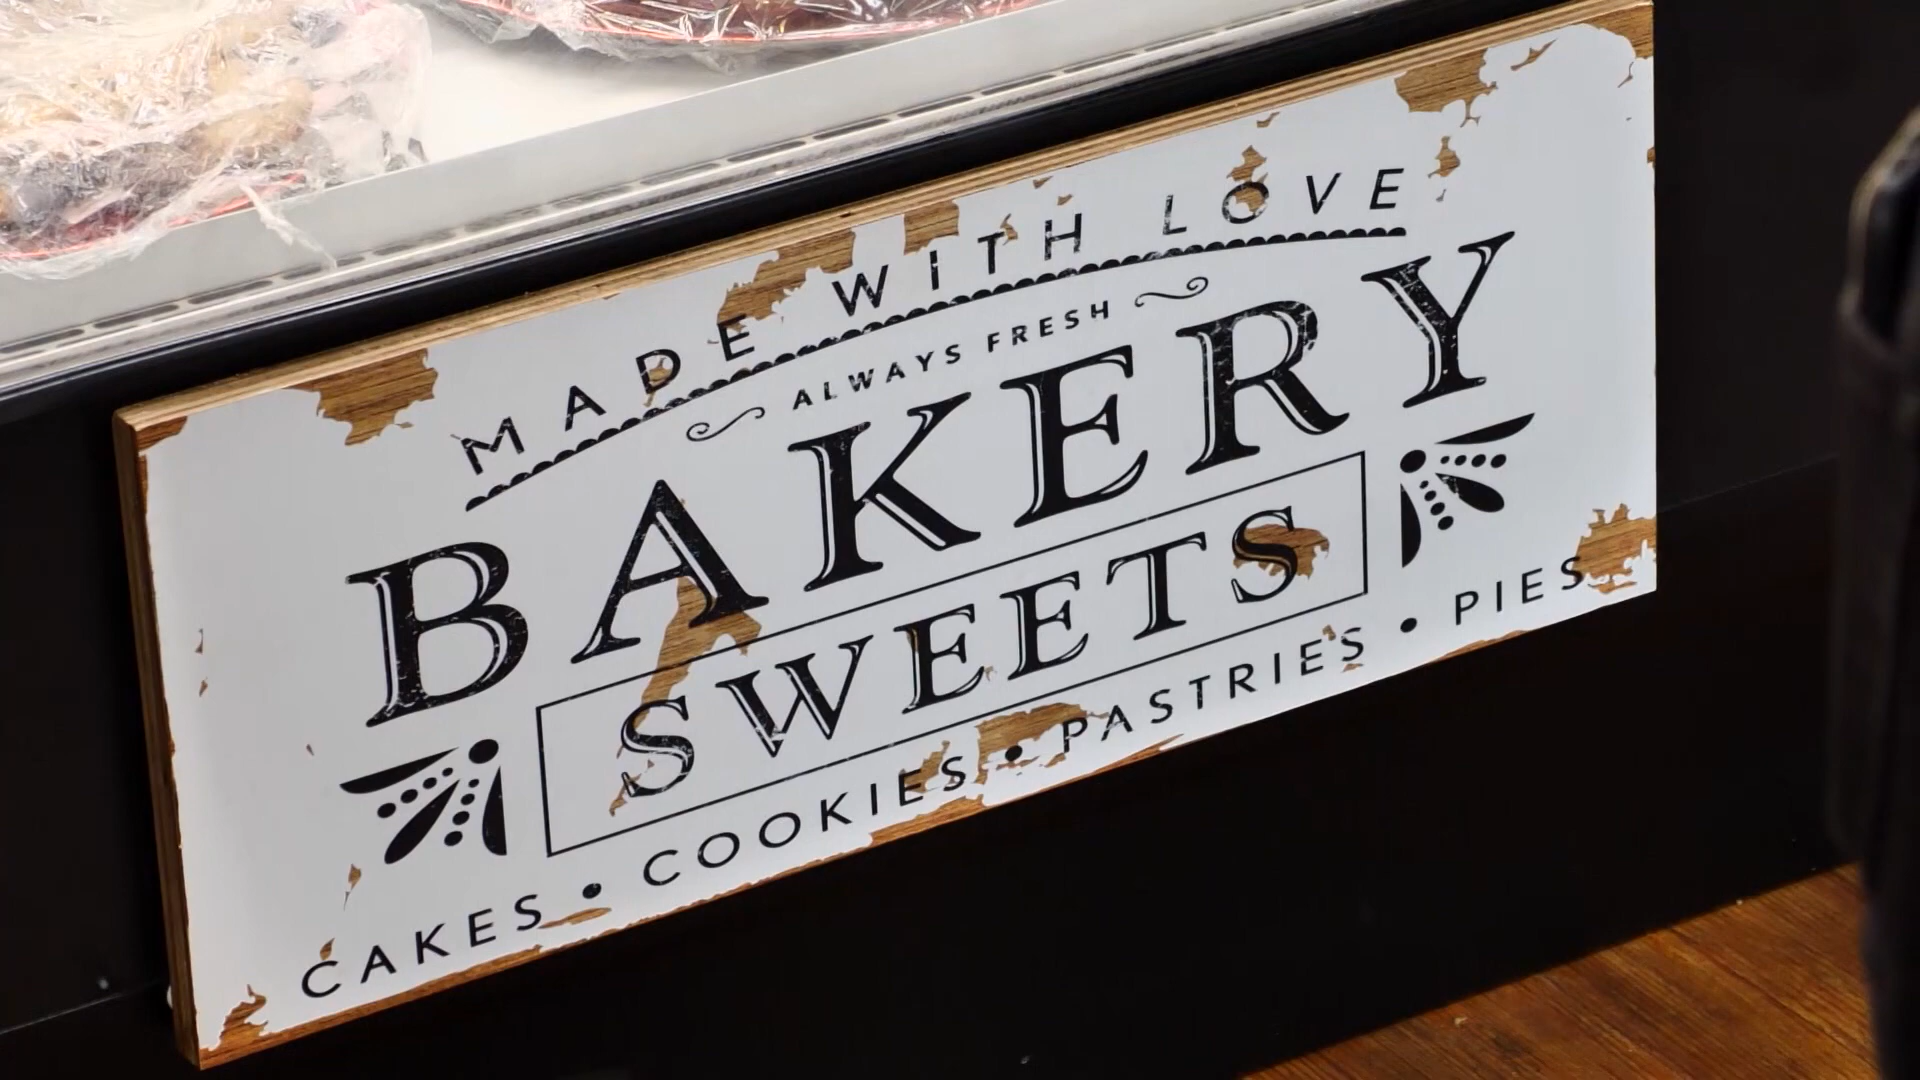 MADE WITH LOVE
ALWAYS FRESH
BAKERY
SWEETS
CAKES • COOKIES • PASTRIES • PIES